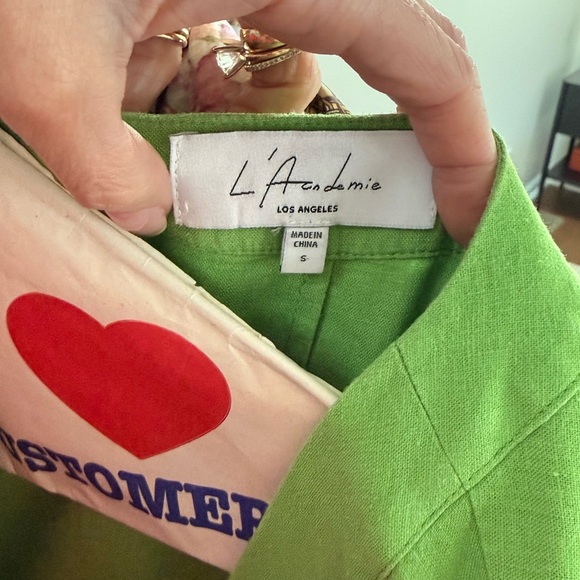 L'Academie
LOS ANGELES
MADE IN
CHINA
S
STOMER